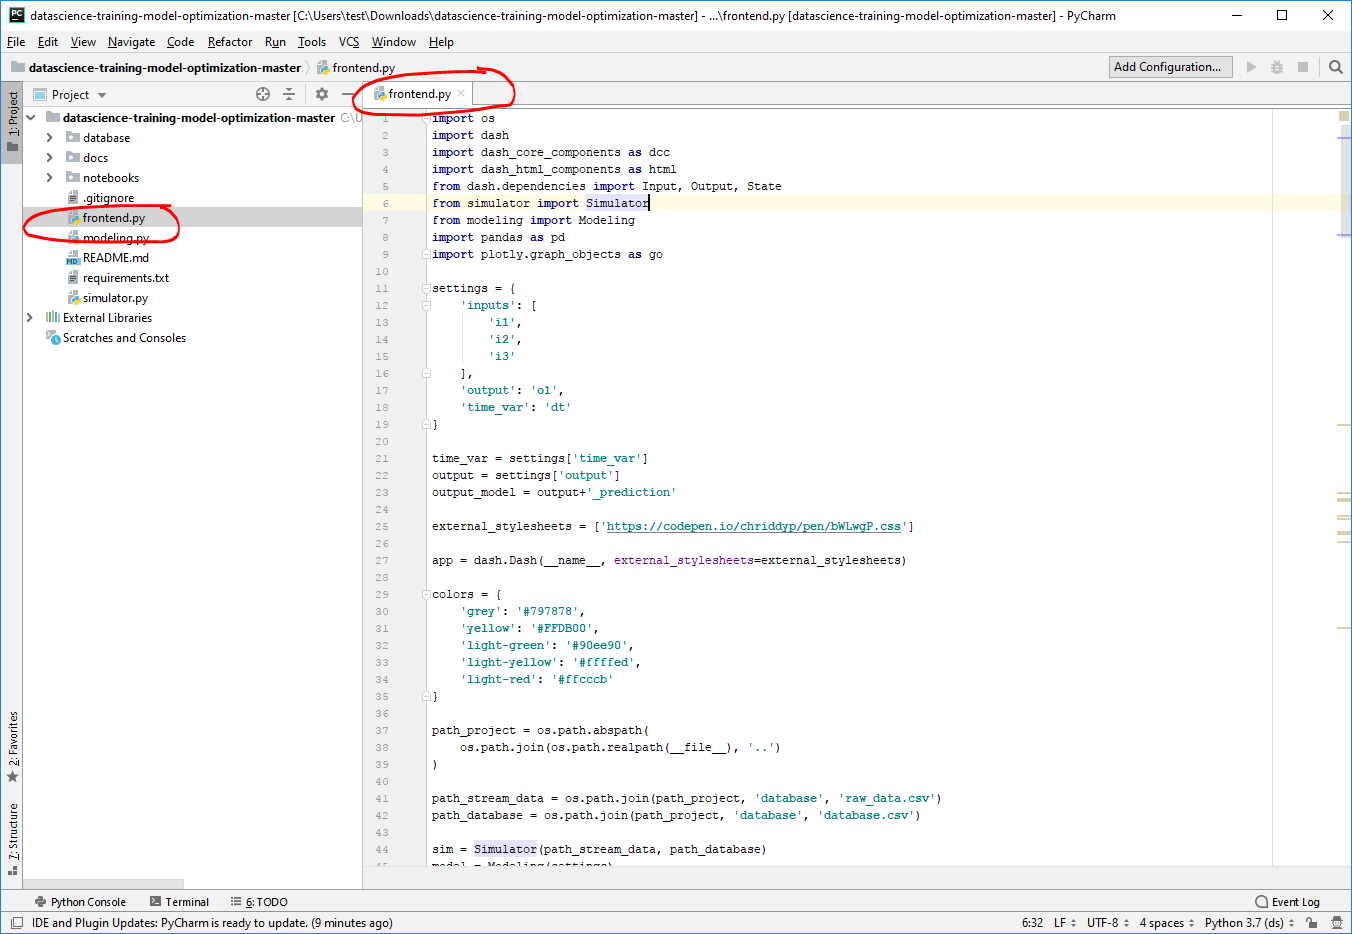 datascience-training-model-optimization-master [C:\Users\test\Downloads\datascience-training-model-optimization-master] - ...\frontend.py [datascience-training-model-optimization-master] - PyCharm
File Edit View Navigate Code Refactor Run Tools VCS Window Help
datascience-training-model-optimization-master frontend.py Add Configuration...
1: Project
Project
datascience-training-model-optimization-master C:\U
database
docs
notebooks
.gitignore
frontend.py
modeling.py
README.md
requirements.txt
simulator.py
External Libraries
Scratches and Consoles
2: Favorites
7: Structure
frontend.py
1 import os
2 import dash
3 import dash_core_components as dcc
4 import dash_html_components as html
5 from dash.dependencies import Input, Output, State
6 from simulator import Simulator
7 from modeling import Modeling
8 import pandas as pd
9 import plotly.graph_objects as go
10
11 settings = {
12 'inputs': [
13 'i1',
14 'i2',
15 'i3'
16 ],
17 'output': 'o1',
18 'time_var': 'dt'
19 }
20
21 time_var = settings['time_var']
22 output = settings['output']
23 output_model = output+'_prediction'
24
25 external_stylesheets = ['https://codepen.io/chriddyp/pen/bWLwgP.css']
26
27 app = dash.Dash(__name__, external_stylesheets=external_stylesheets)
28
29 colors = {
30 'grey': '#797878',
31 'yellow': '#FFDB00',
32 'light-green': '#90ee90',
33 'light-yellow': '#ffffed',
34 'light-red': '#ffcccb'
35 }
36
37 path_project = os.path.abspath(
38 os.path.join(os.path.realpath(__file__), '..')
39 )
40
41 path_stream_data = os.path.join(path_project, 'database', 'raw_data.csv')
42 path_database = os.path.join(path_project, 'database', 'database.csv')
43
44 sim = Simulator(path_stream_data, path_database)
45 model = Modeling(settings)
Python Console Terminal 6: TODO Event Log
IDE and Plugin Updates: PyCharm is ready to update. (9 minutes ago) 6:32 LF UTF-8 4 spaces Python 3.7 (ds)